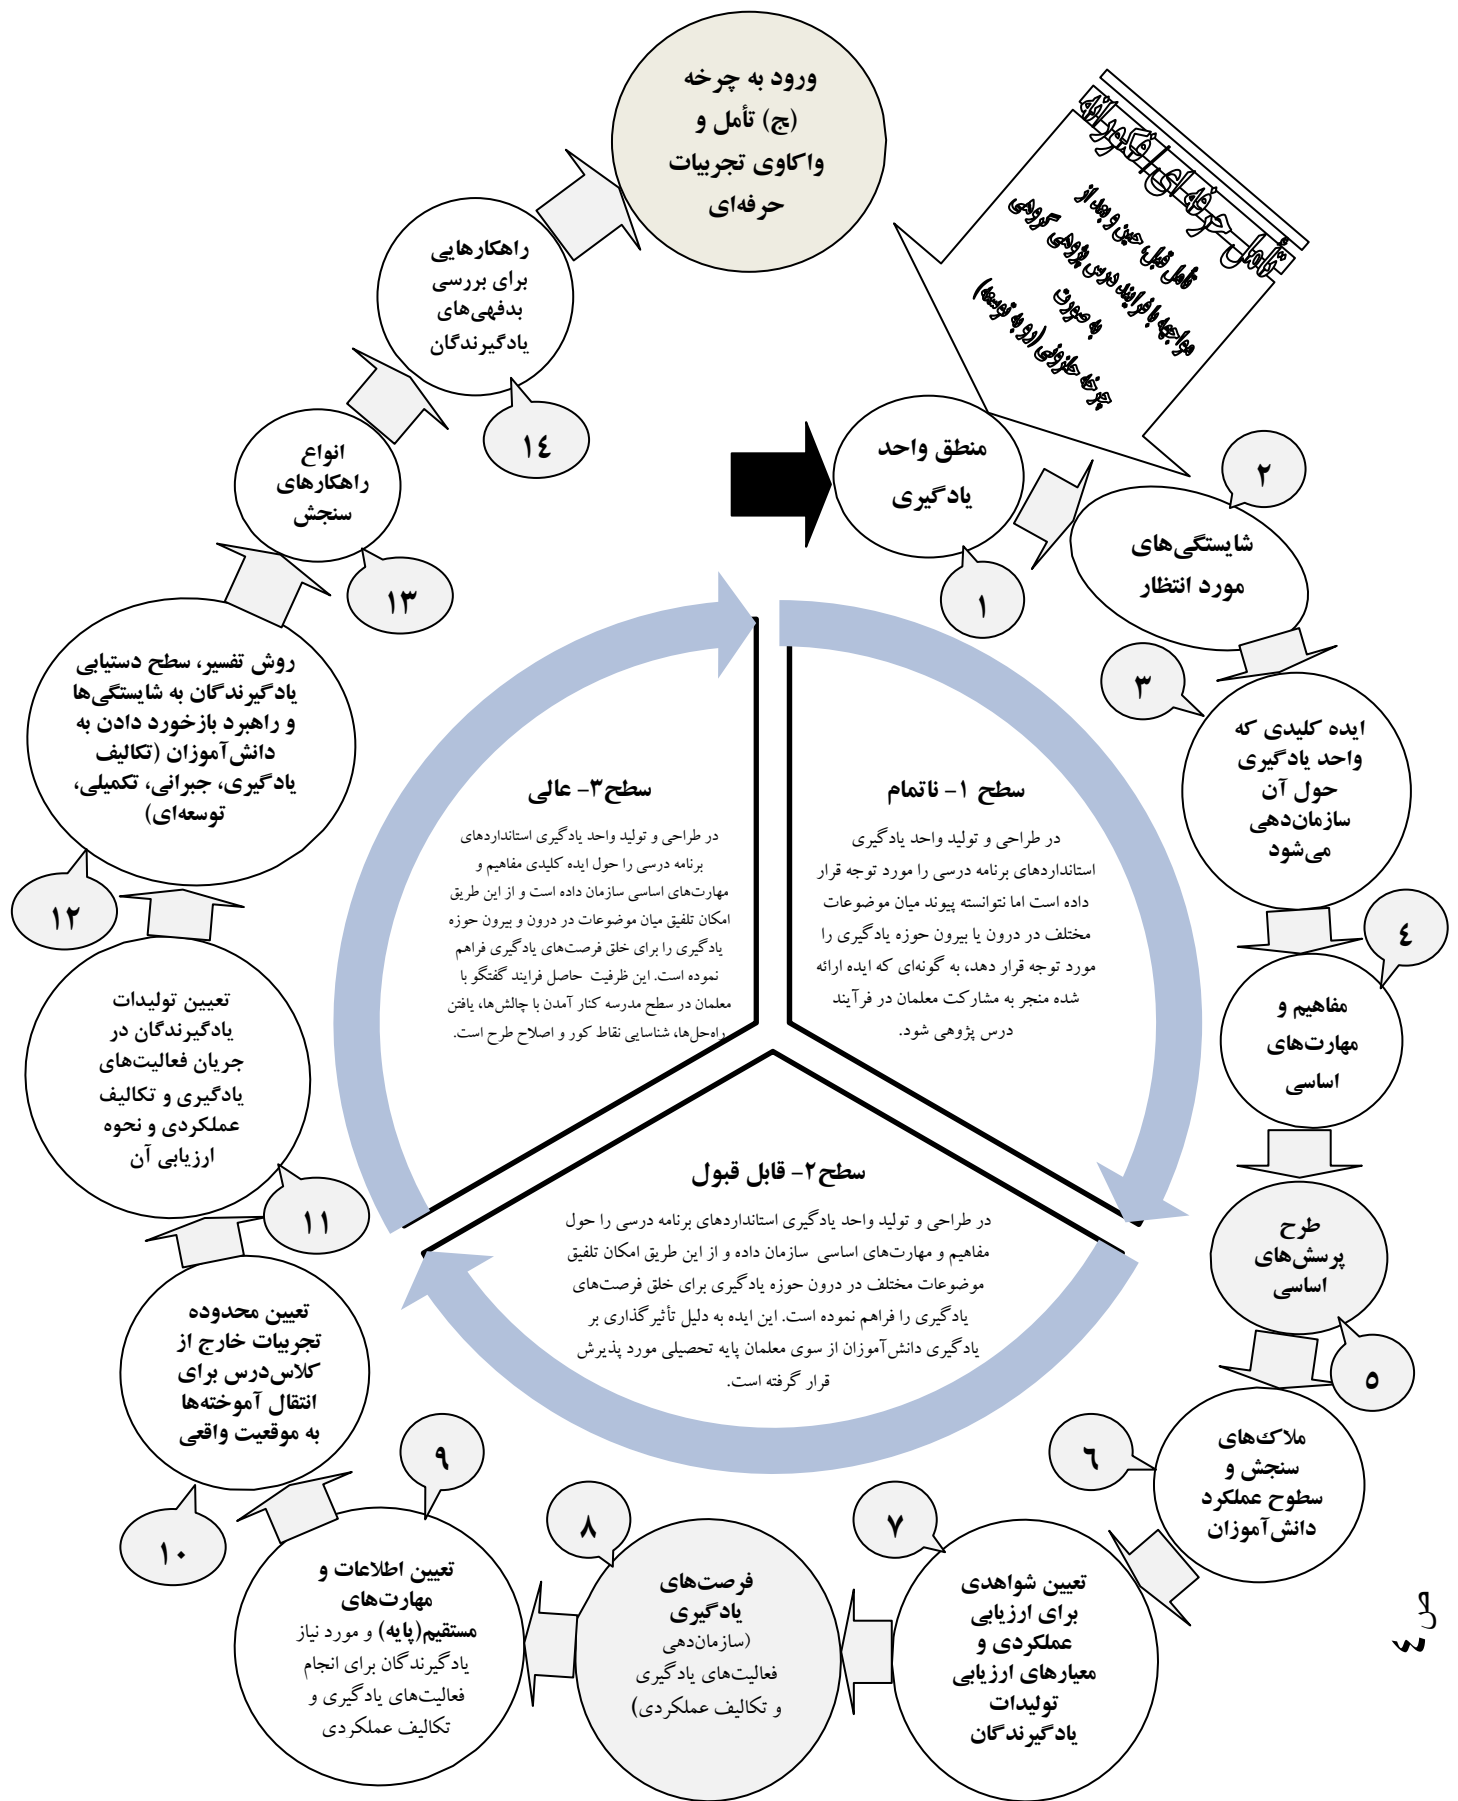 ورود به چرخه
(ج) تأمل و
واکاوی تجربیات
حرفه‌ای
تأمل حرفه‌ای فکورانه
تأمل قبل، حین و بعد از
مواجهه با فرایند درس پژوهی گروهی
به صورت
چرخه حلزونی (رو به توسعه)
منطق واحد
یادگیری
۱
شایستگی‌های
مورد انتظار
۲
ایده کلیدی که
واحد یادگیری
حول آن
سازمان‌دهی
می‌شود
۳
مفاهیم و
مهارت‌های
اساسی
٤
طرح
پرسش‌های
اساسی
٥
ملاک‌های
سنجش و
سطوح عملکرد
دانش‌آموزان
٦
تعیین شواهدی
برای ارزیابی
عملکردی و
معیارهای ارزیابی
تولیدات
یادگیرندگان
۷
فرصت‌های
یادگیری
(سازمان‌دهی
فعالیت‌های یادگیری
و تکالیف عملکردی)
۸
تعیین اطلاعات و
مهارت‌های
مستقیم(پایه) و مورد نیاز
یادگیرندگان برای انجام
فعالیت‌های یادگیری و
تکالیف عملکردی
۹
تعیین محدوده
تجربیات خارج از
کلاس‌درس برای
انتقال آموخته‌ها
به موقعیت واقعی
۱۰
تعیین تولیدات
یادگیرندگان در
جریان فعالیت‌های
یادگیری و تکالیف
عملکردی و نحوه
ارزیابی آن
۱۱
روش تفسیر، سطح دستیابی
یادگیرندگان به شایستگی‌ها
و راهبرد بازخورد دادن به
دانش‌آموزان (تکالیف
یادگیری، جبرانی، تکمیلی،
توسعه‌ای)
۱۲
انواع
راهکارهای
سنجش
۱۳
راهکارهایی
برای بررسی
بدفهی‌های
یادگیرندگان
۱٤
سطح ۱- ناتمام
در طراحی و تولید واحد یادگیری
استانداردهای برنامه درسی را مورد توجه قرار
داده است اما نتوانسته پیوند میان موضوعات
مختلف در درون یا بیرون حوزه یادگیری را
مورد توجه قرار دهد، به گونه‌ای که ایده ارائه
شده منجر به مشارکت معلمان در فرآیند
درس پژوهی شود.
سطح۲- قابل قبول
در طراحی و تولید واحد یادگیری استانداردهای برنامه درسی را حول
مفاهیم و مهارت‌های اساسی سازمان داده و از این طریق امکان تلفیق
موضوعات مختلف در درون حوزه یادگیری برای خلق فرصت‌های
یادگیری را فراهم نموده است. این ایده به دلیل تأثیرگذاری بر
یادگیری دانش‌آموزان از سوی معلمان پایه تحصیلی مورد پذیرش
قرار گرفته است.
سطح۳- عالی
در طراحی و تولید واحد یادگیری استانداردهای
برنامه درسی را حول ایده کلیدی مفاهیم و
مهارت‌های اساسی سازمان داده است و از این طریق
امکان تلفیق میان موضوعات در درون و بیرون حوزه
یادگیری را برای خلق فرصت‌های یادگیری فراهم
نموده است. این ظرفیت حاصل فرایند گفتگو با
معلمان در سطح مدرسه کنار آمدن با چالش‌ها، یافتن
راه‌حل‌ها، شناسایی نقاط کور و اصلاح طرح است.
ص ٤